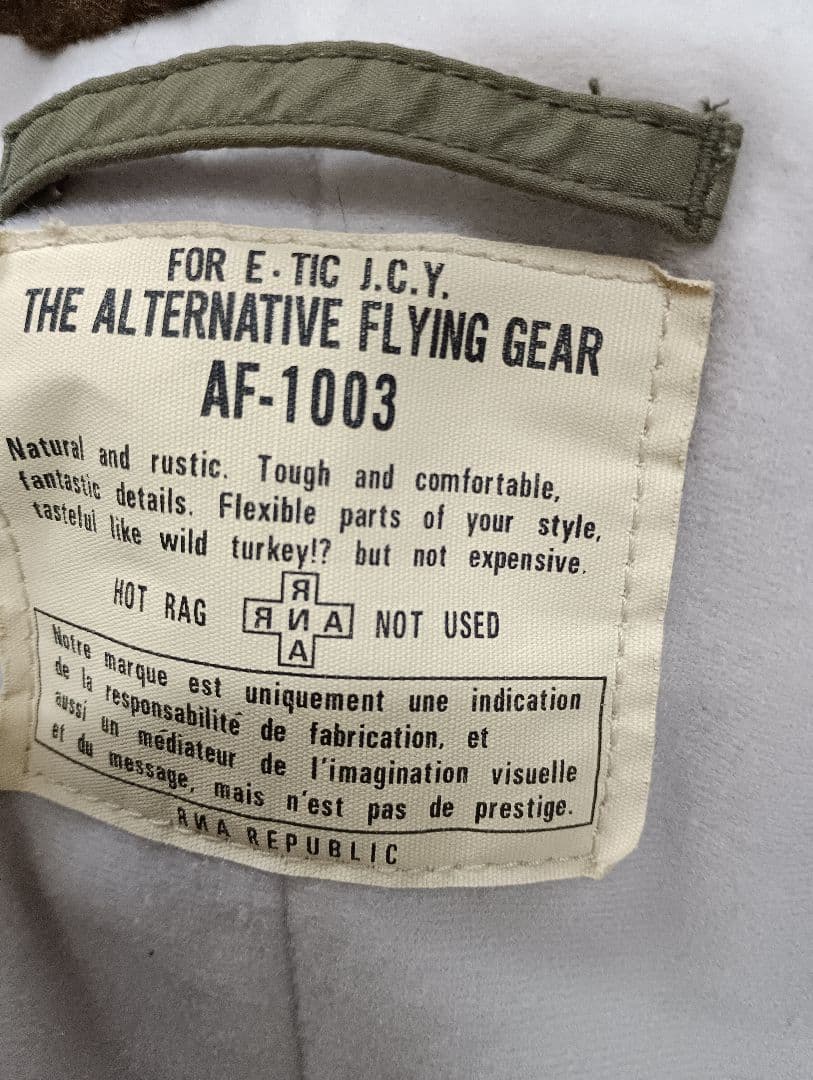 FOR E·TIC J.C.Y.
THE ALTERNATIVE FLYING GEAR
AF-1003
Natural and rustic. Tough and comfortable,
fantastic details. Flexible parts of your style,
tasteful like wild turkey!? but not expensive.
Я
HOT RAG ЯИА NOT USED
А
Notre marque est uniquement une indication
de la responsabilité de fabrication, et
aussi un médiateur de l'imagination visuelle
et du message, mais n'est pas de prestige.
ЯИА REPUBLIC